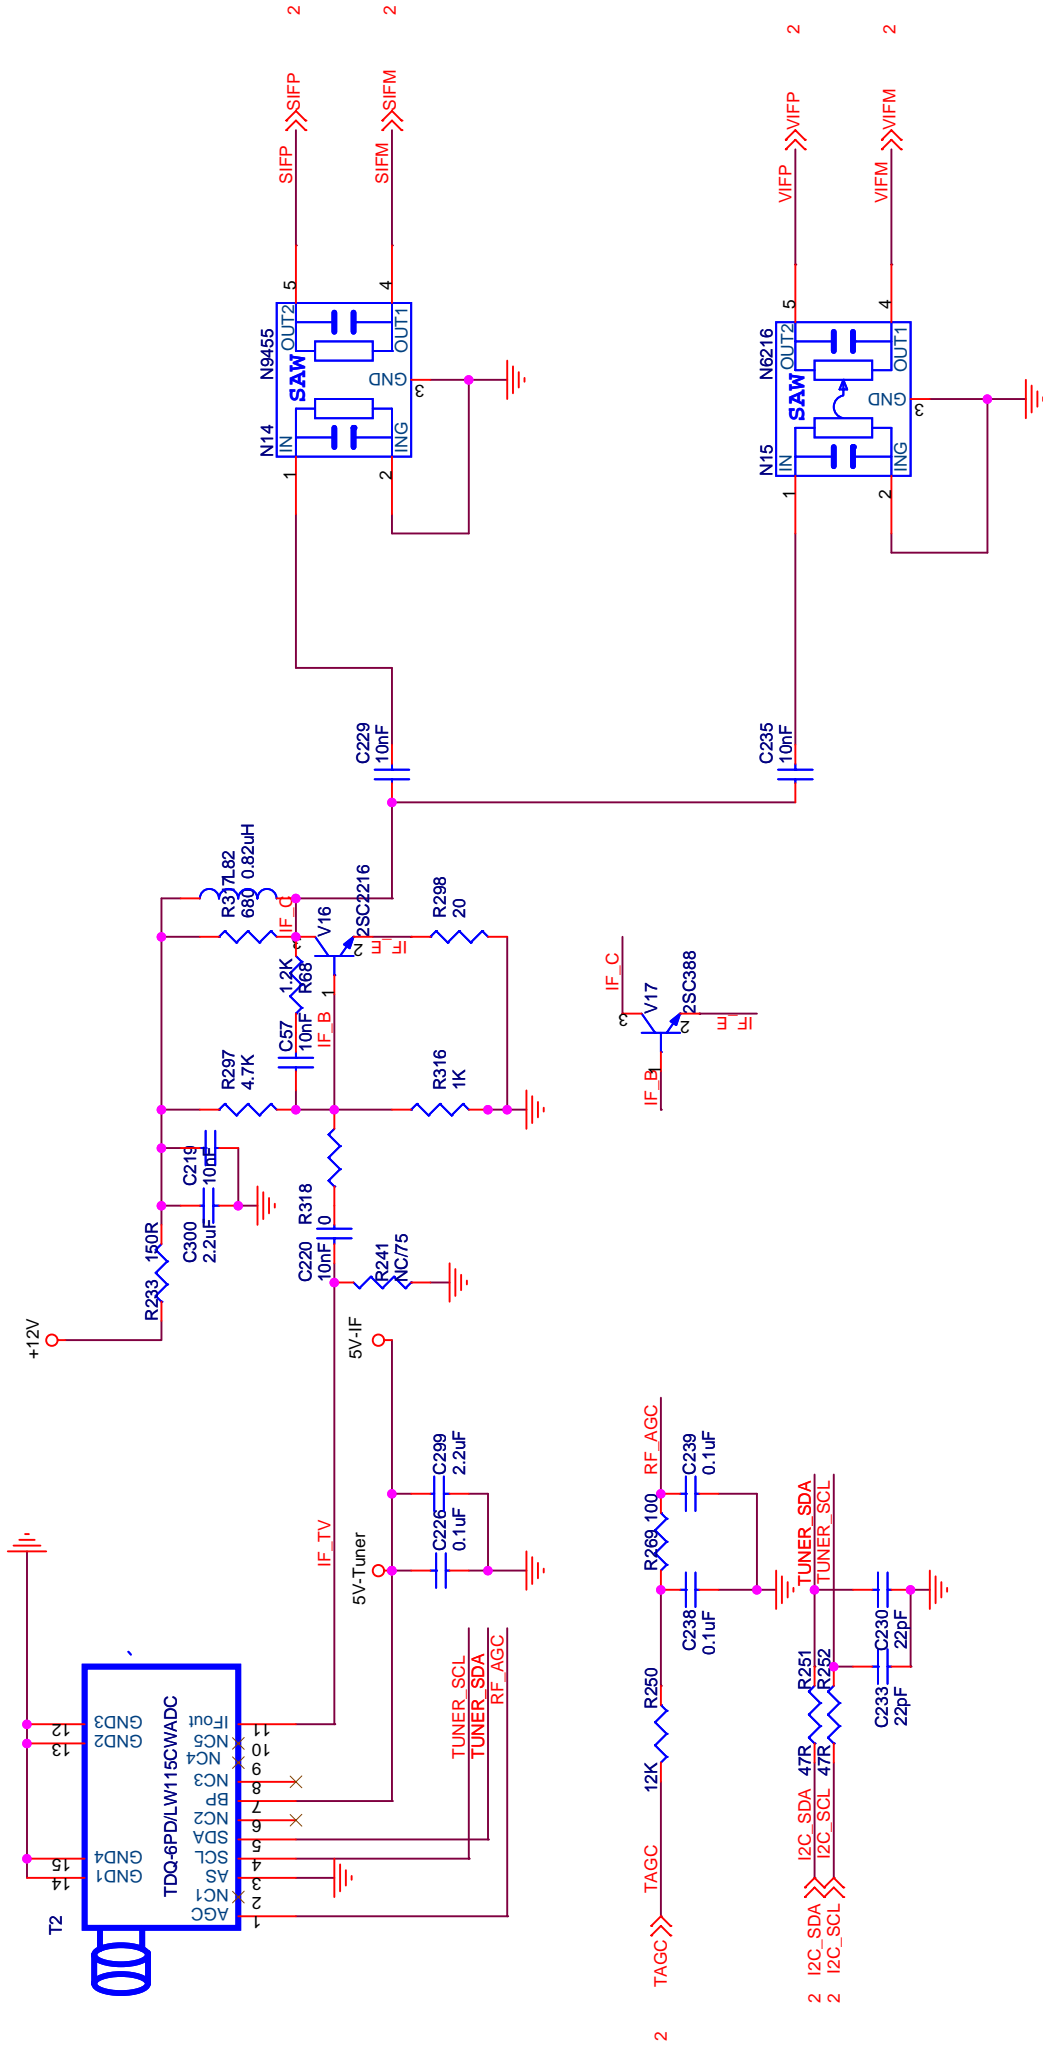 T2
TDQ-6PD/LW115CWADC
GND1
14
GND4
15
GND2
13
GND3
12
AGC
1
NC1
2
AS
3
SCL
4
SDA
5
NC2
6
BP
7
NC3
8
NC4
9
NC5
10
IFout
11
TUNER_SCL
TUNER_SDA
RF_AGC
IF_TV
5V-Tuner
5V-IF
C226
0.1uF
C299
2.2uF
+12V
R233
150R
C300
2.2uF
C219
10nF
C220
10nF
R318
0
R241
NC/75
R297
4.7K
C57
10nF
1.2K
R68
IF_B
R316
1K
R317
680
L82
0.82uH
IF_C
V16
2SC2216
1
2
3
IF_E
R298
20
IF_C
IF_B
IF_E
V17
2SC388
1
2
3
C229
10nF
C235
10nF
N14
N9455
SAW
IN
ING
GND
OUT2
OUT1
1
2
3
5
4
SIFP
SIFP
2
SIFM
SIFM
2
N15
N6216
SAW
IN
ING
GND
OUT2
OUT1
1
2
3
5
4
VIFP
VIFP
2
VIFM
VIFM
2
2
TAGC
TAGC
12K
R250
C238
0.1uF
R269
100
C239
0.1uF
RF_AGC
2
I2C_SDA
I2C_SDA
47R
R251
TUNER_SDA
2
I2C_SCL
I2C_SCL
47R
R252
TUNER_SCL
C233
22pF
C230
22pF